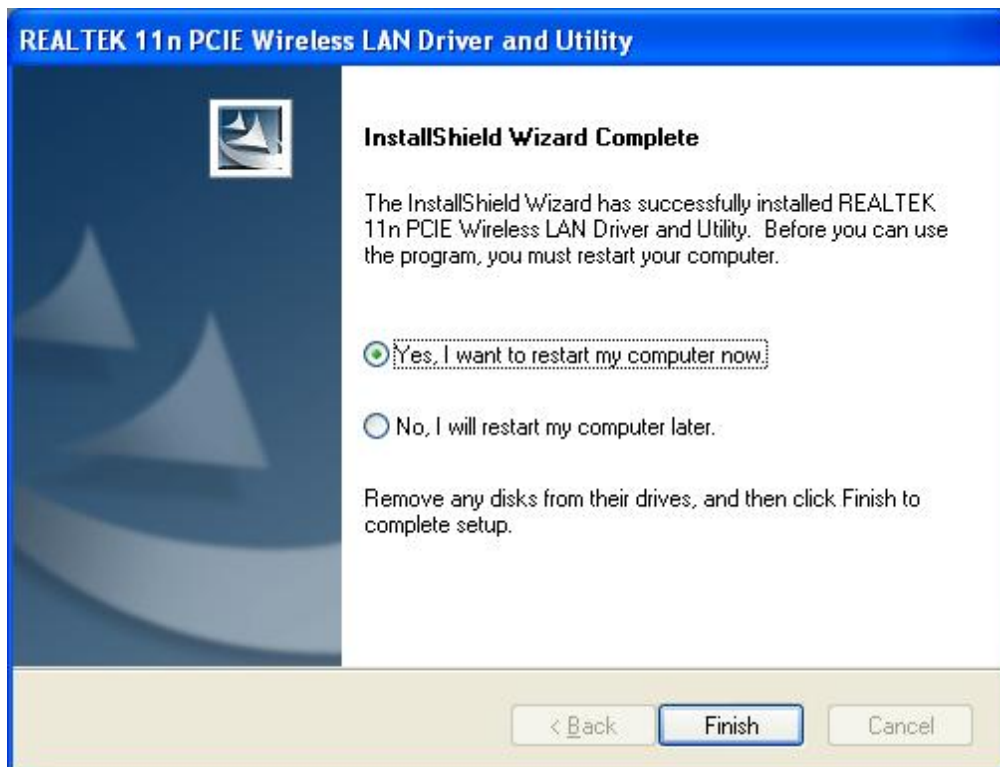 REALTEK 11n PCIE Wireless LAN Driver and Utility
InstallShield Wizard Complete
The InstallShield Wizard has successfully installed REALTEK
11n PCIE Wireless LAN Driver and Utility.  Before you can use
the program, you must restart your computer.
Yes, I want to restart my computer now.
No, I will restart my computer later.
Remove any disks from their drives, and then click Finish to
complete setup.
< Back
Finish
Cancel